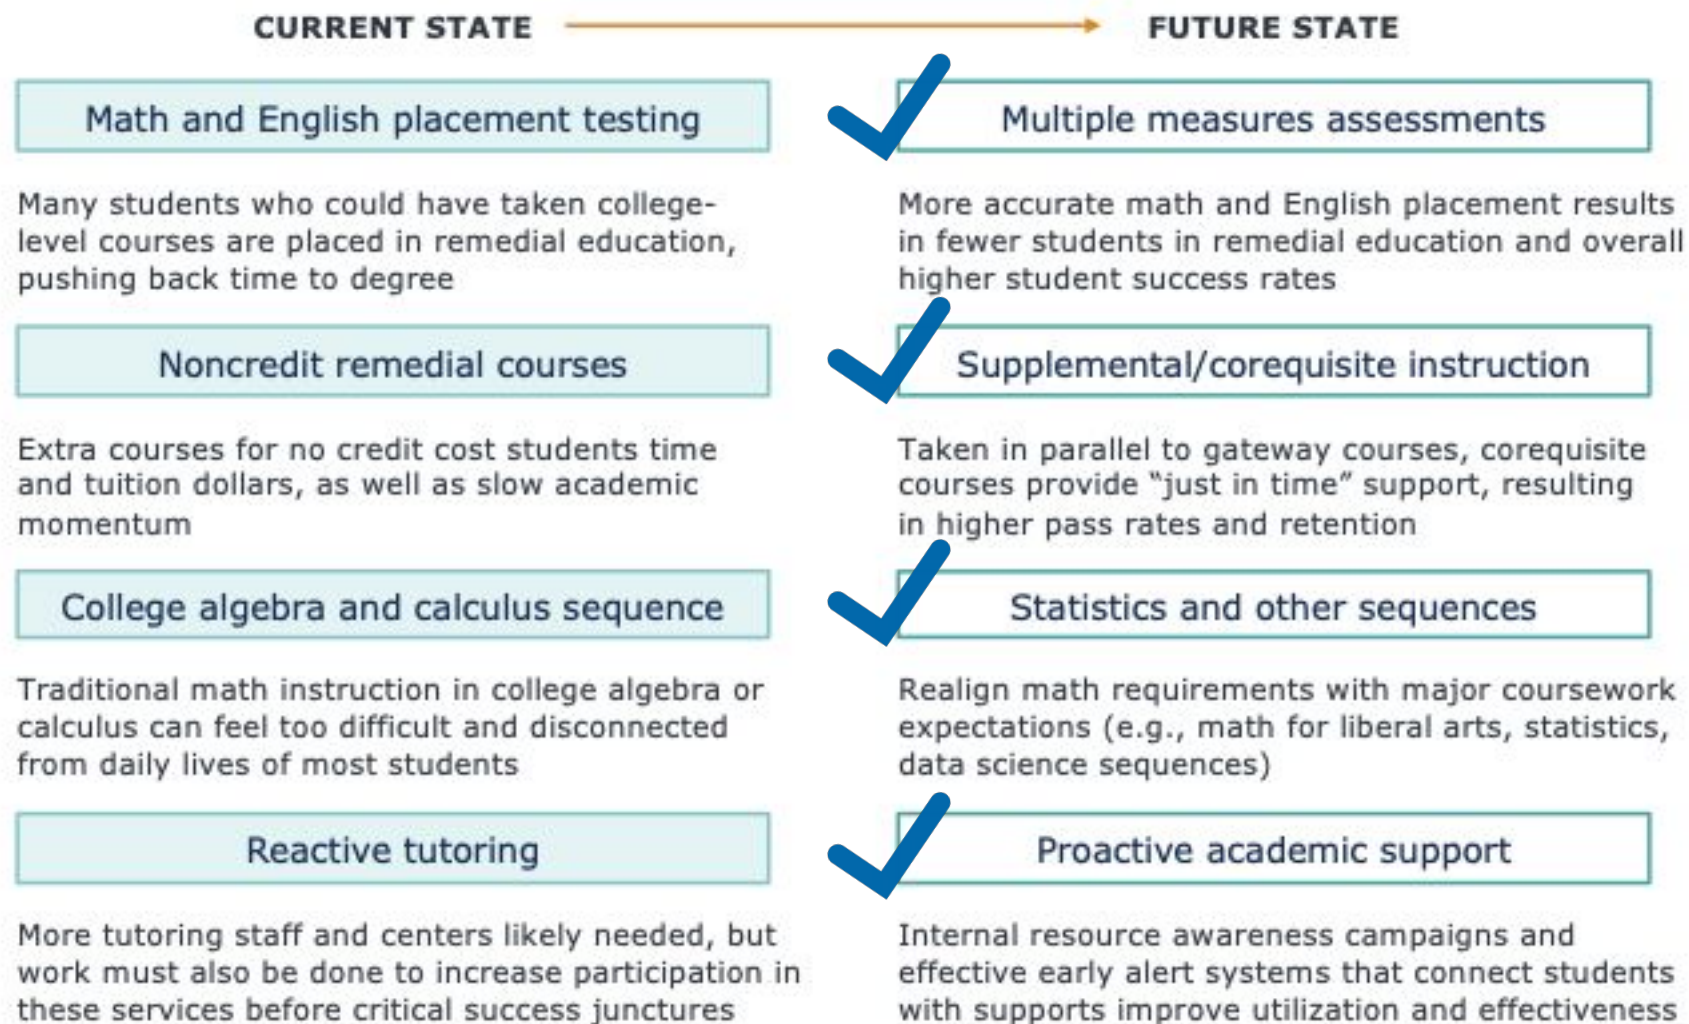 CURRENT STATE
FUTURE STATE
Math and English placement testing
Many students who could have taken college-
level courses are placed in remedial education,
pushing back time to degree
Multiple measures assessments
More accurate math and English placement results
in fewer students in remedial education and overall
higher student success rates
Noncredit remedial courses
Extra courses for no credit cost students time
and tuition dollars, as well as slow academic
momentum
Supplemental/corequisite instruction
Taken in parallel to gateway courses, corequisite
courses provide “just in time” support, resulting
in higher pass rates and retention
College algebra and calculus sequence
Traditional math instruction in college algebra or
calculus can feel too difficult and disconnected
from daily lives of most students
Statistics and other sequences
Realign math requirements with major coursework
expectations (e.g., math for liberal arts, statistics,
data science sequences)
Reactive tutoring
More tutoring staff and centers likely needed, but
work must also be done to increase participation in
these services before critical success junctures
Proactive academic support
Internal resource awareness campaigns and
effective early alert systems that connect students
with supports improve utilization and effectiveness